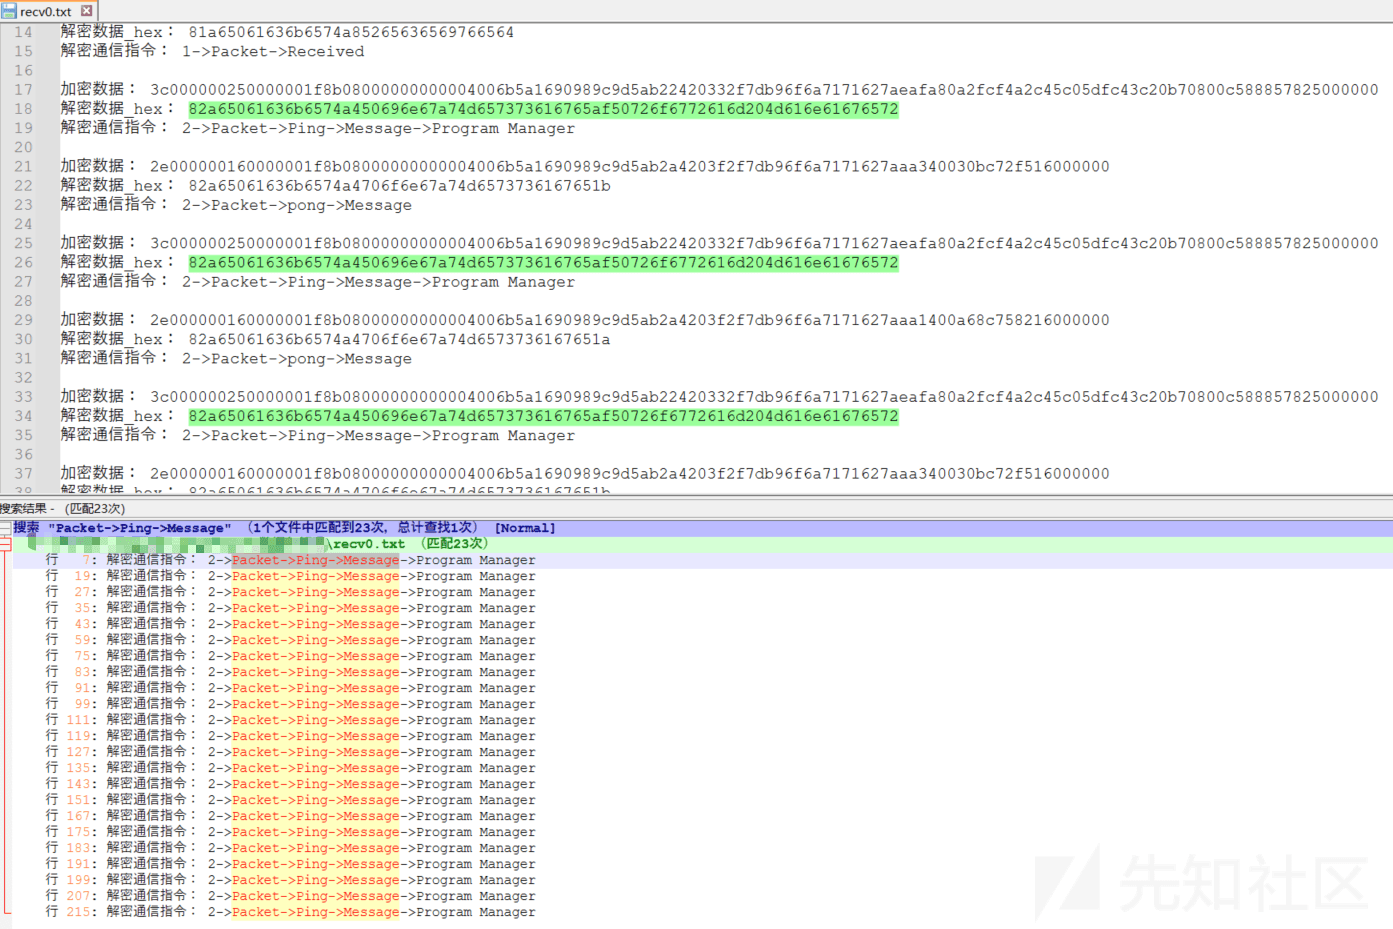 recv0.txt
14 解密数据_hex： 81a65061636b6574a85265636569766564
15 解密通信指令： 1->Packet->Received
16
17 加密数据： 3c000000250000001f8b08000000000004006b5a1690989c9d5ab22420332f7db96f6a7171627aeafa80a2fcf4a2c45c05dfc43c20b70800c588857825000000
18 解密数据_hex： 82a65061636b6574a450696e67a74d657373616765af50726f6772616d204d616e61676572
19 解密通信指令： 2->Packet->Ping->Message->Program Manager
20
21 加密数据： 2e000000160000001f8b08000000000004006b5a1690989c9d5ab2a4203f2f7db96f6a7171627aaa340030bc72f516000000
22 解密数据_hex： 82a65061636b6574a4706f6e67a74d6573736167651b
23 解密通信指令： 2->Packet->pong->Message
24
25 加密数据： 3c000000250000001f8b08000000000004006b5a1690989c9d5ab22420332f7db96f6a7171627aeafa80a2fcf4a2c45c05dfc43c20b70800c588857825000000
26 解密数据_hex： 82a65061636b6574a450696e67a74d657373616765af50726f6772616d204d616e61676572
27 解密通信指令： 2->Packet->Ping->Message->Program Manager
28
29 加密数据： 2e000000160000001f8b08000000000004006b5a1690989c9d5ab2a4203f2f7db96f6a7171627aaa1400a68c758216000000
30 解密数据_hex： 82a65061636b6574a4706f6e67a74d6573736167651a
31 解密通信指令： 2->Packet->pong->Message
32
33 加密数据： 3c000000250000001f8b08000000000004006b5a1690989c9d5ab22420332f7db96f6a7171627aeafa80a2fcf4a2c45c05dfc43c20b70800c588857825000000
34 解密数据_hex： 82a65061636b6574a450696e67a74d657373616765af50726f6772616d204d616e61676572
35 解密通信指令： 2->Packet->Ping->Message->Program Manager
36
37 加密数据： 2e000000160000001f8b08000000000004006b5a1690989c9d5ab2a4203f2f7db96f6a7171627aaa340030bc72f516000000
38 解密数据_hex： 82a65061636b6574a4706f6e67a74d6573736167651b
搜索结果 - （匹配23次）
搜索 "Packet->Ping->Message" （1个文件中匹配到23次，总计查找1次） [Normal]
\recv0.txt （匹配23次）
行 7: 解密通信指令： 2->Packet->Ping->Message->Program Manager
行 19: 解密通信指令： 2->Packet->Ping->Message->Program Manager
行 27: 解密通信指令： 2->Packet->Ping->Message->Program Manager
行 35: 解密通信指令： 2->Packet->Ping->Message->Program Manager
行 43: 解密通信指令： 2->Packet->Ping->Message->Program Manager
行 59: 解密通信指令： 2->Packet->Ping->Message->Program Manager
行 75: 解密通信指令： 2->Packet->Ping->Message->Program Manager
行 83: 解密通信指令： 2->Packet->Ping->Message->Program Manager
行 91: 解密通信指令： 2->Packet->Ping->Message->Program Manager
行 99: 解密通信指令： 2->Packet->Ping->Message->Program Manager
行 111: 解密通信指令： 2->Packet->Ping->Message->Program Manager
行 119: 解密通信指令： 2->Packet->Ping->Message->Program Manager
行 127: 解密通信指令： 2->Packet->Ping->Message->Program Manager
行 135: 解密通信指令： 2->Packet->Ping->Message->Program Manager
行 143: 解密通信指令： 2->Packet->Ping->Message->Program Manager
行 151: 解密通信指令： 2->Packet->Ping->Message->Program Manager
行 167: 解密通信指令： 2->Packet->Ping->Message->Program Manager
行 175: 解密通信指令： 2->Packet->Ping->Message->Program Manager
行 183: 解密通信指令： 2->Packet->Ping->Message->Program Manager
行 191: 解密通信指令： 2->Packet->Ping->Message->Program Manager
行 199: 解密通信指令： 2->Packet->Ping->Message->Program Manager
行 207: 解密通信指令： 2->Packet->Ping->Message->Program Manager
行 215: 解密通信指令： 2->Packet->Ping->Message->Program Manager
先知社区